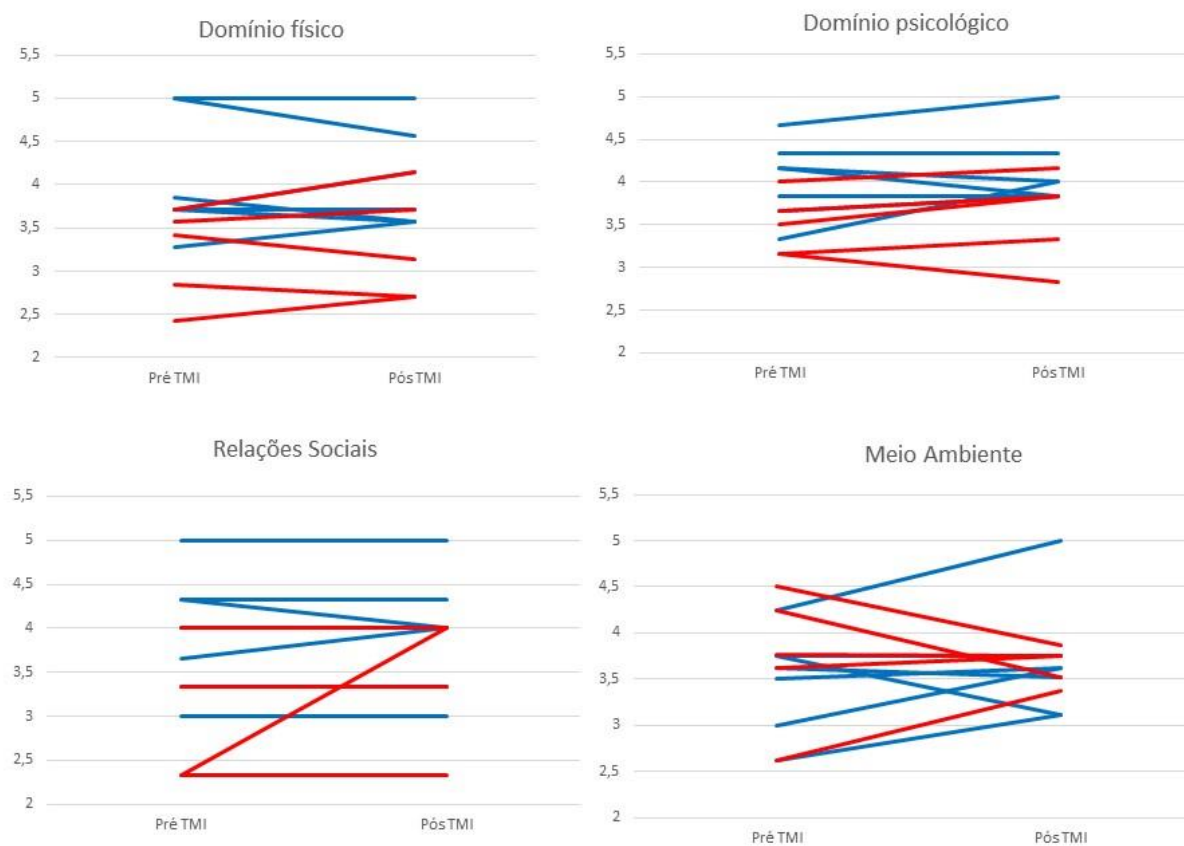 Domínio físico
5,5
5
4,5
4
3,5
3
2,5
2
Pré TMI
Pós TMI
Domínio psicológico
5,5
5
4,5
4
3,5
3
2,5
2
Pré TMI
Pós TMI
Relações Sociais
5,5
5
4,5
4
3,5
3
2,5
2
Pré TMI
Pós TMI
Meio Ambiente
5,5
5
4,5
4
3,5
3
2,5
2
Pré TMI
Pós TMI